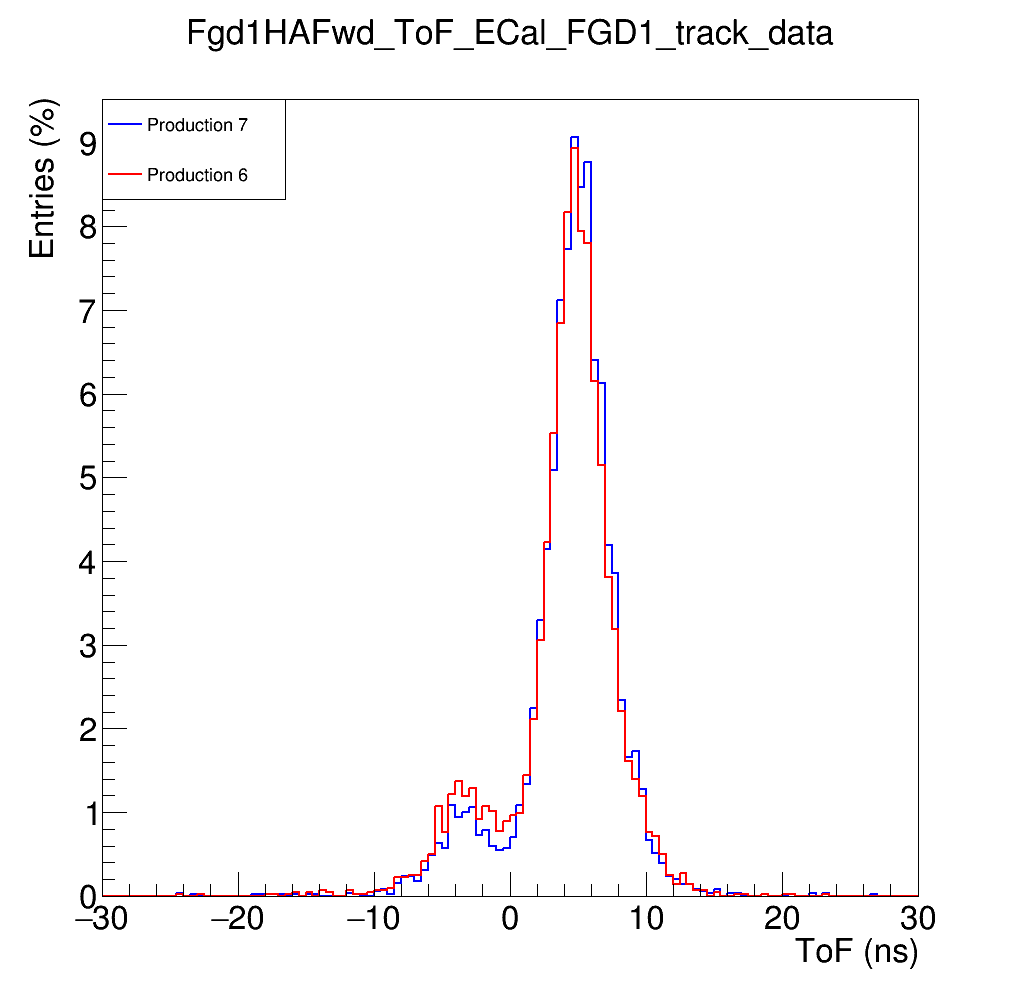 Fgd1HAFwd_ToF_ECal_FGD1_track_data
Entries (%)
Production 7
Production 6
9
8
7
6
5
4
3
2
1
0
−30 −20 −10 0 10 20 30
ToF (ns)